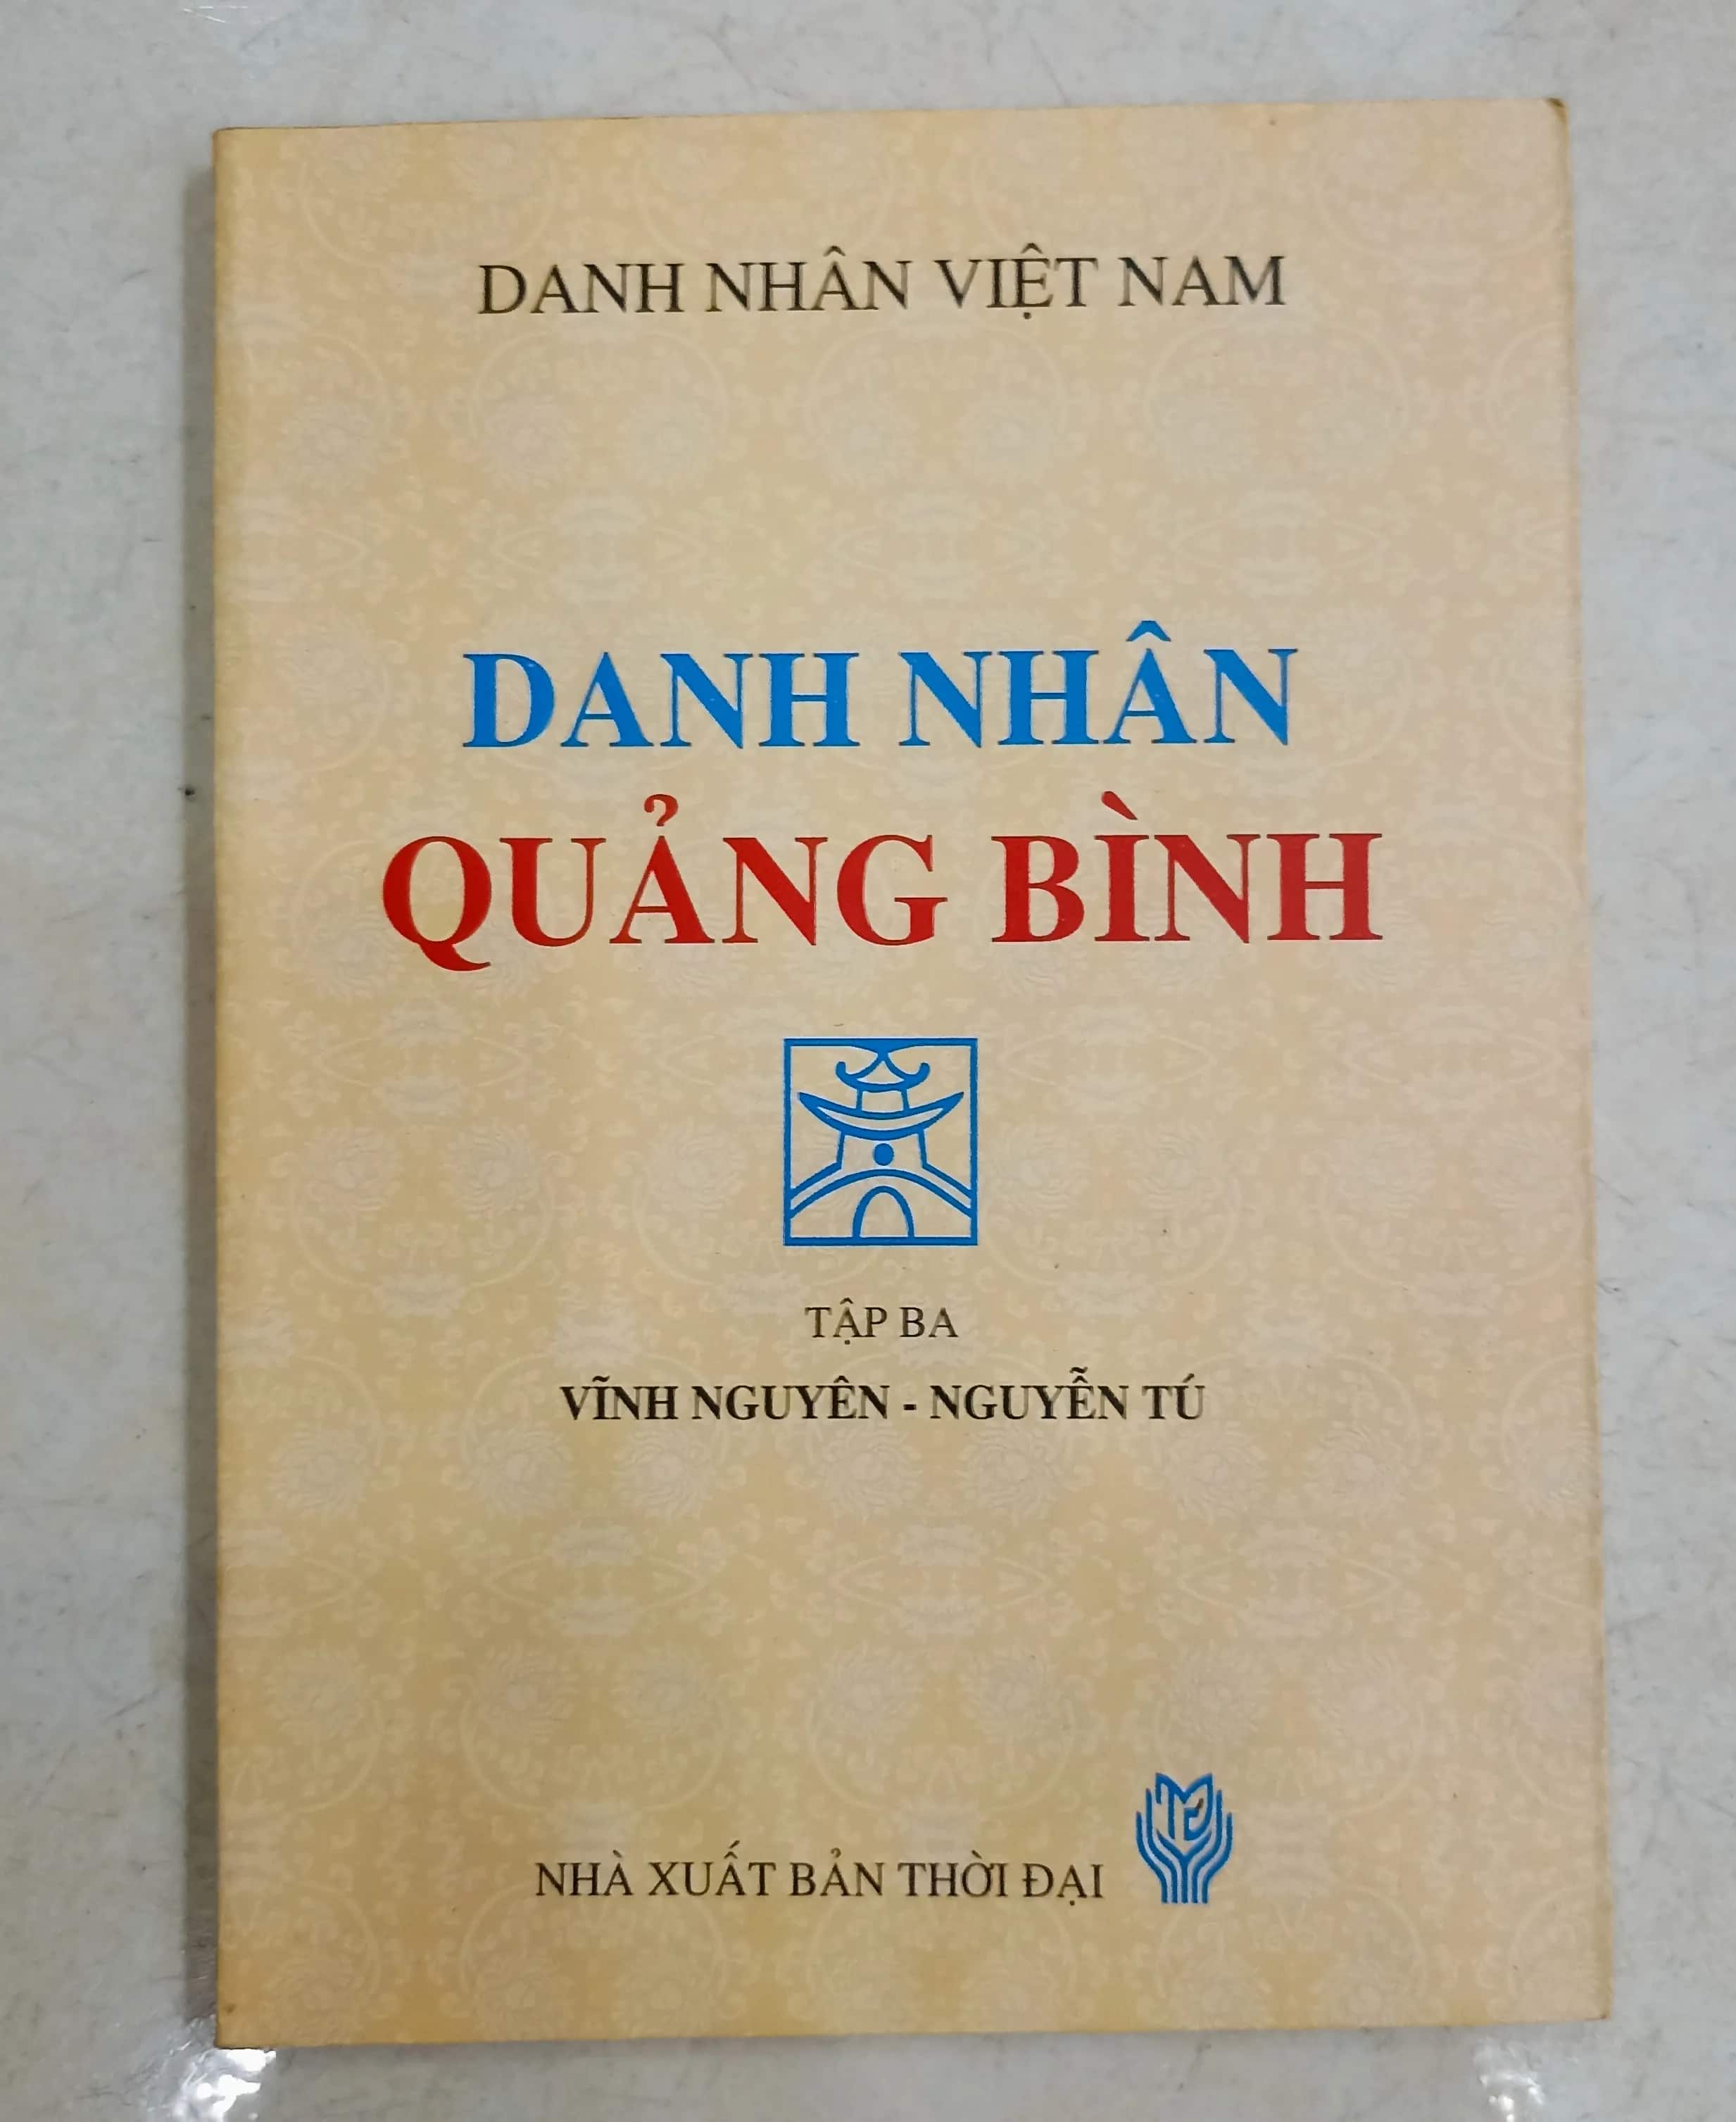 DANH NHÂN VIỆT NAM
DANH NHÂN
QUẢNG BÌNH
TẬP BA
VĨNH NGUYÊN - NGUYỄN TÚ
NHÀ XUẤT BẢN THỜI ĐẠI